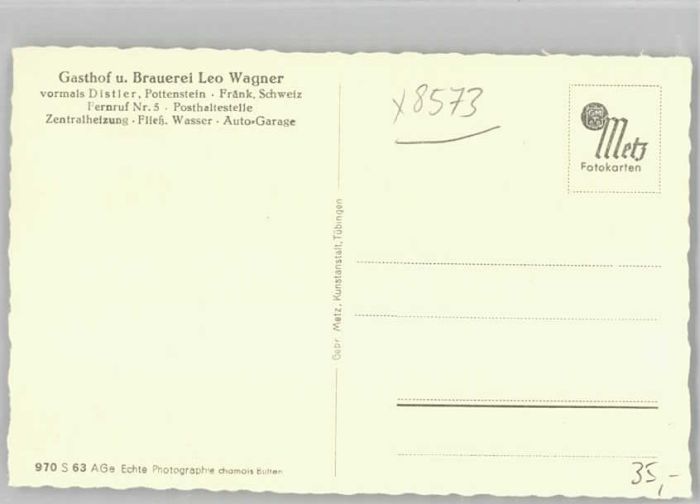 Gasthof u. Brauerei Leo Wagner
vormals Distler, Pottenstein · Fränk, Schweiz
Fernruf Nr. 5 · Posthaltestelle
Zentralheizung · Fließ. Wasser · Auto-Garage
x8573
Metz
Fotokarten
Gebr. Metz, Kunstanstalt, Tübingen
970 S 63 AGe Echte Photographie chamois Bütten
35,-